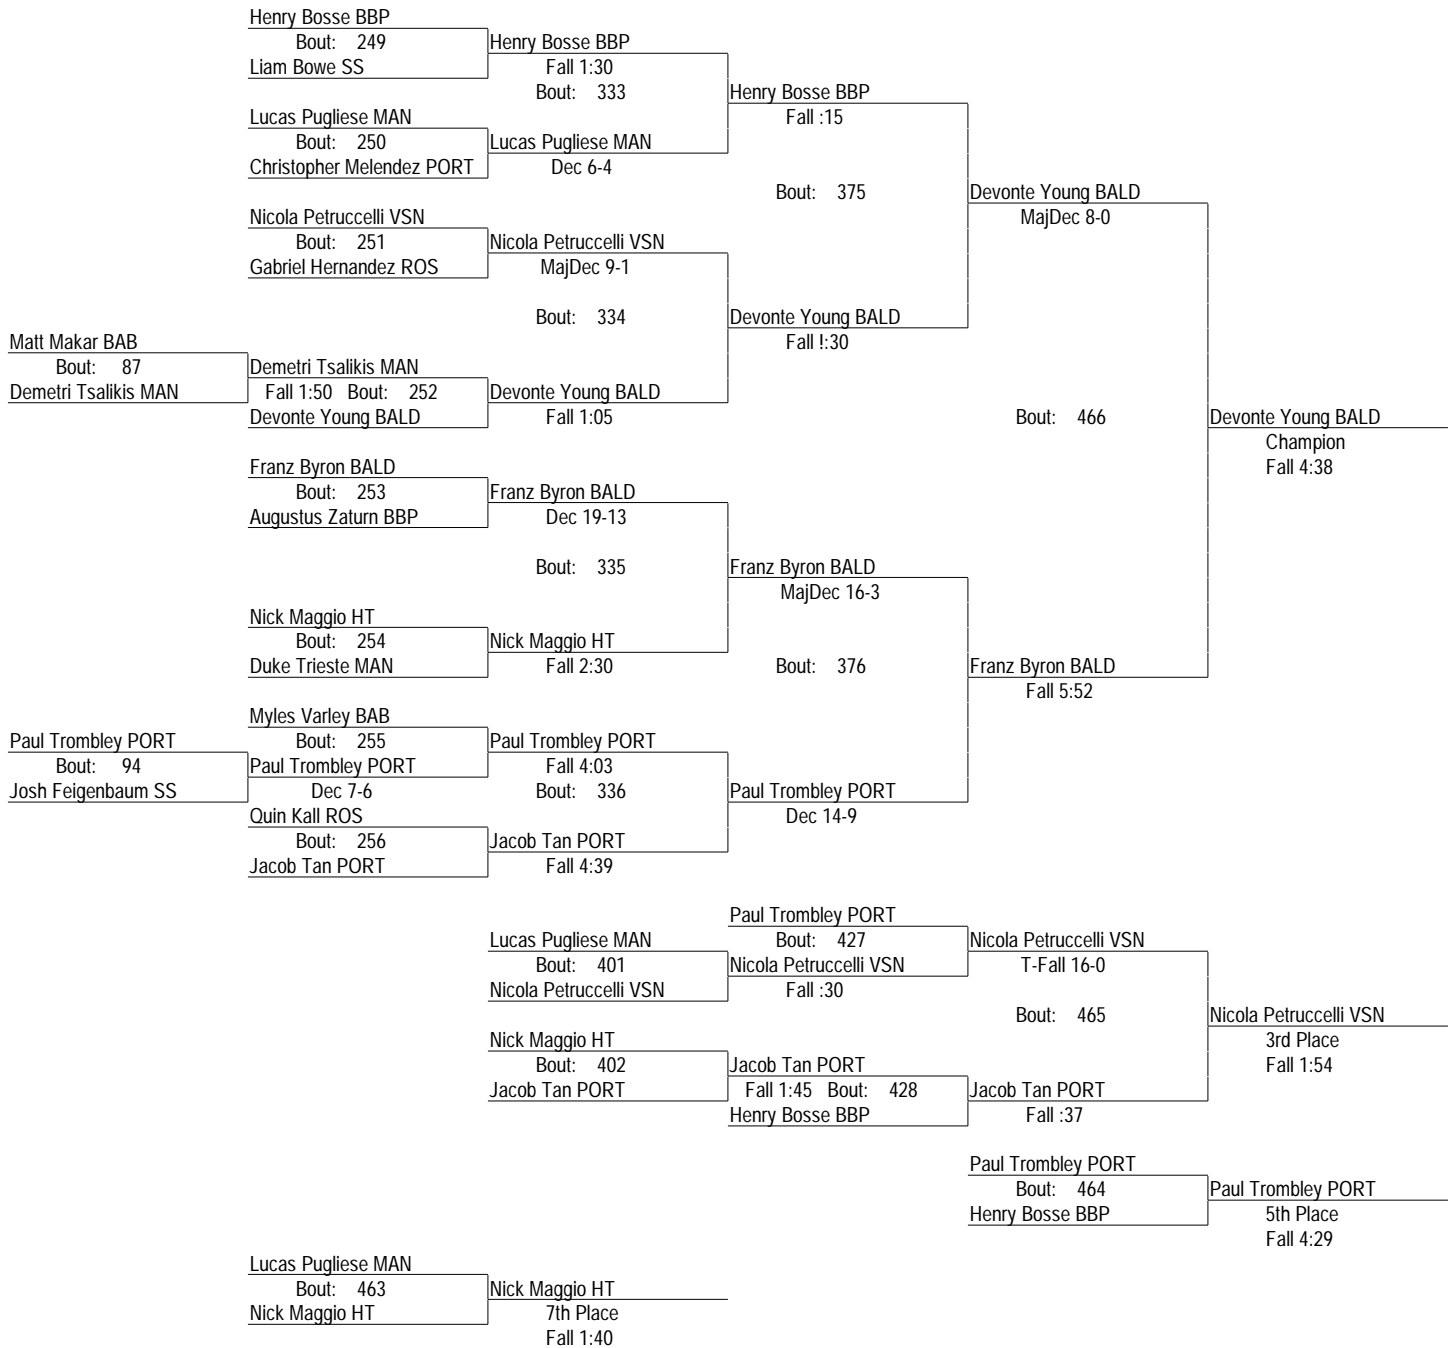 Henry Bosse BBP
Bout: 249
Henry Bosse BBP
Liam Bowe SS
Fall 1:30
Bout: 333
Henry Bosse BBP
Lucas Pugliese MAN
Fall :15
Bout: 250
Lucas Pugliese MAN
Christopher Melendez PORT
Dec 6-4
Bout: 375
Devonte Young BALD
Nicola Petruccelli VSN
MajDec 8-0
Bout: 251
Nicola Petruccelli VSN
Gabriel Hernandez ROS
MajDec 9-1
Bout: 334
Devonte Young BALD
Matt Makar BAB
Fall !:30
Bout: 87
Demetri Tsalikis MAN
Demetri Tsalikis MAN
Fall 1:50 Bout: 252
Devonte Young BALD
Devonte Young BALD
Fall 1:05
Bout: 466
Devonte Young BALD
Champion
Fall 4:38
Franz Byron BALD
Bout: 253
Franz Byron BALD
Augustus Zaturn BBP
Dec 19-13
Bout: 335
Franz Byron BALD
MajDec 16-3
Nick Maggio HT
Bout: 254
Nick Maggio HT
Duke Trieste MAN
Fall 2:30
Bout: 376
Franz Byron BALD
Fall 5:52
Myles Varley BAB
Paul Trombley PORT
Bout: 255
Paul Trombley PORT
Bout: 94
Paul Trombley PORT
Fall 4:03
Josh Feigenbaum SS
Dec 7-6
Bout: 336
Paul Trombley PORT
Quin Kall ROS
Dec 14-9
Bout: 256
Jacob Tan PORT
Jacob Tan PORT
Fall 4:39
Paul Trombley PORT
Lucas Pugliese MAN
Bout: 427
Nicola Petruccelli VSN
Bout: 401
Nicola Petruccelli VSN
T-Fall 16-0
Nicola Petruccelli VSN
Fall :30
Bout: 465
Nicola Petruccelli VSN
Nick Maggio HT
3rd Place
Bout: 402
Jacob Tan PORT
Fall 1:54
Jacob Tan PORT
Fall 1:45 Bout: 428
Jacob Tan PORT
Henry Bosse BBP
Fall :37
Paul Trombley PORT
Bout: 464
Paul Trombley PORT
Henry Bosse BBP
5th Place
Fall 4:29
Lucas Pugliese MAN
Bout: 463
Nick Maggio HT
Nick Maggio HT
7th Place
Fall 1:40